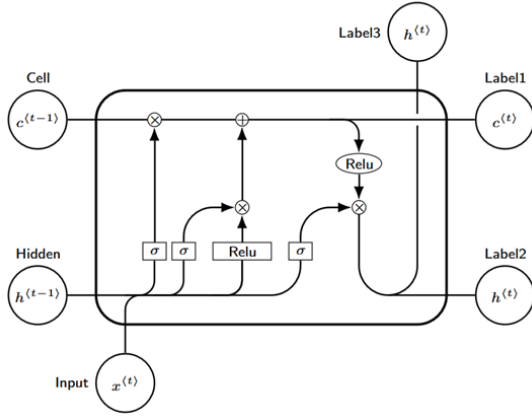 Label3
h⟨t⟩
Cell
Label1
c⟨t−1⟩
×
+
c⟨t⟩
Relu
×
×
Hidden
σ
σ
Relu
σ
Label2
h⟨t−1⟩
h⟨t⟩
Input
x⟨t⟩